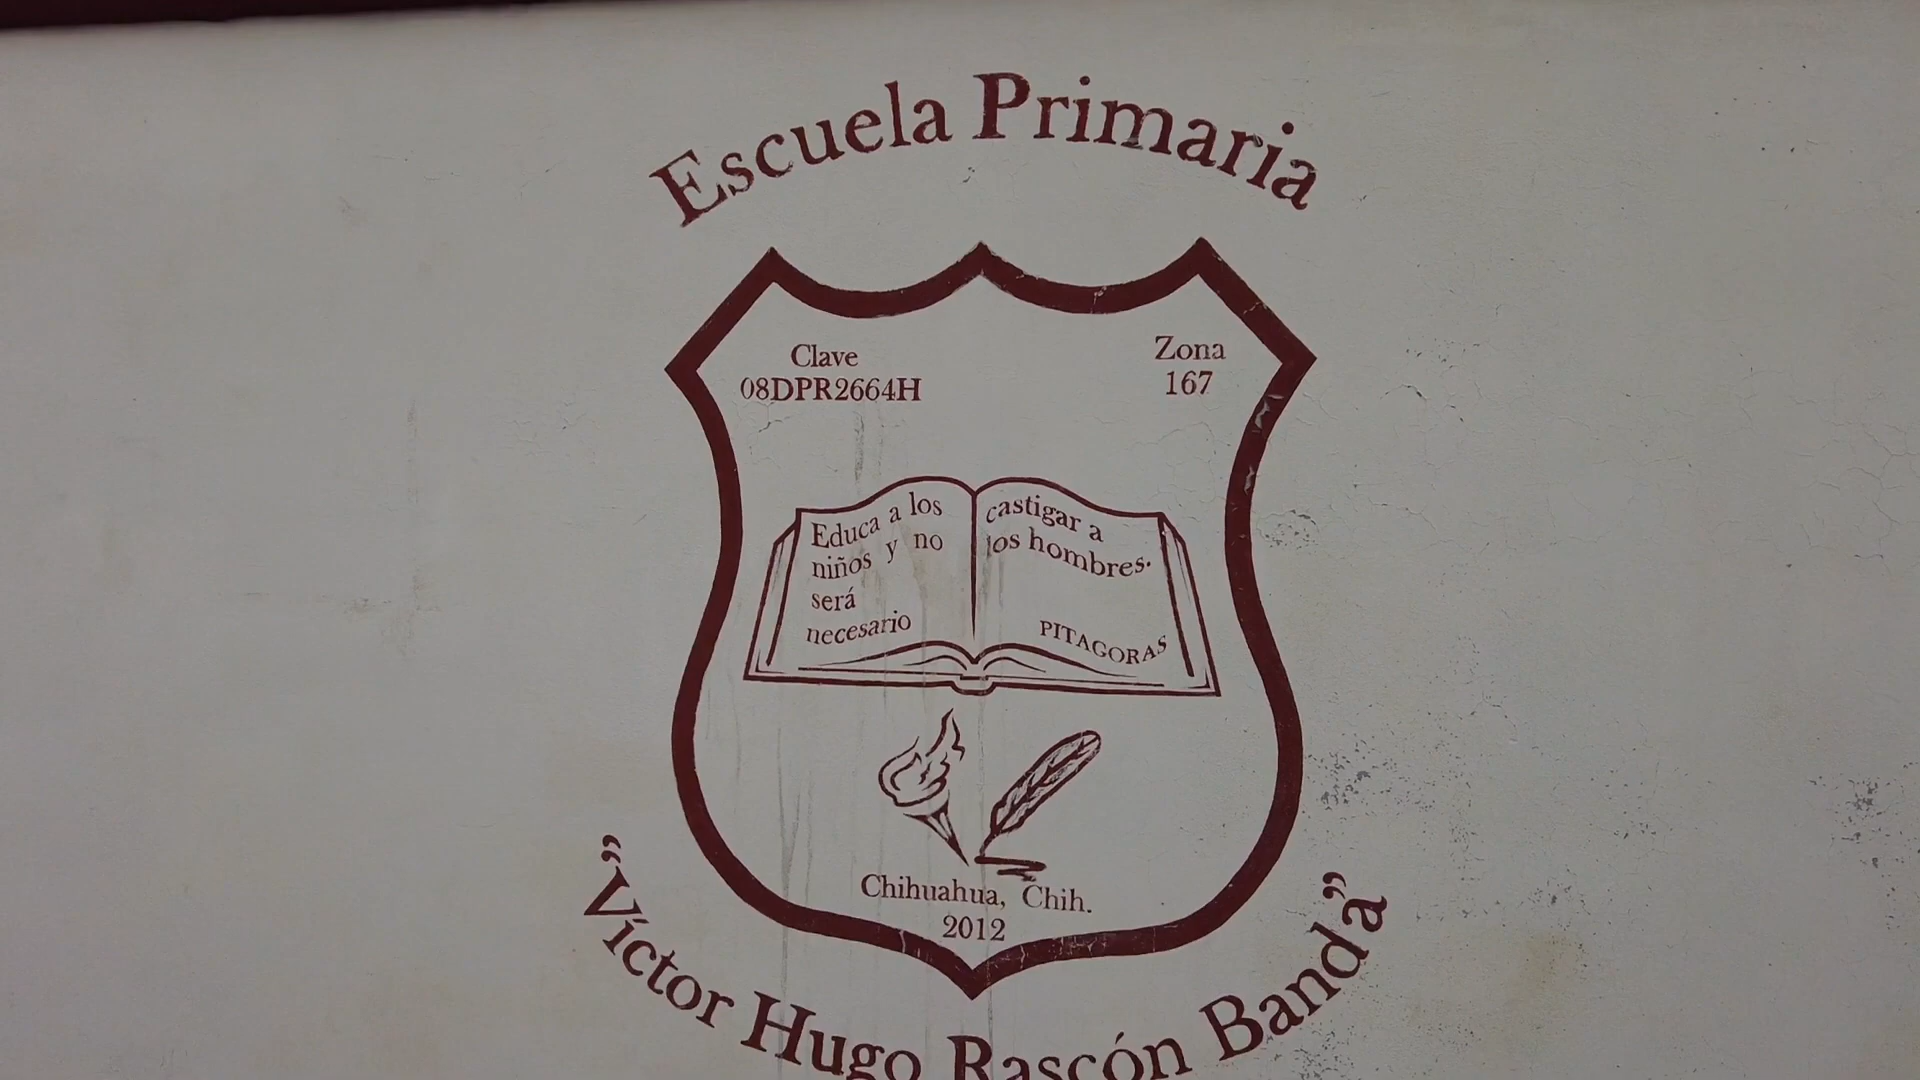 Escuela Primaria
Clave
08DPR2664H
Zona
167
Educa a los
niños y no
será
necesario
castigar a
los hombres.
PITAGORAS
Chihuahua, Chih.
2012
”Víctor Hugo Rascón Banda”